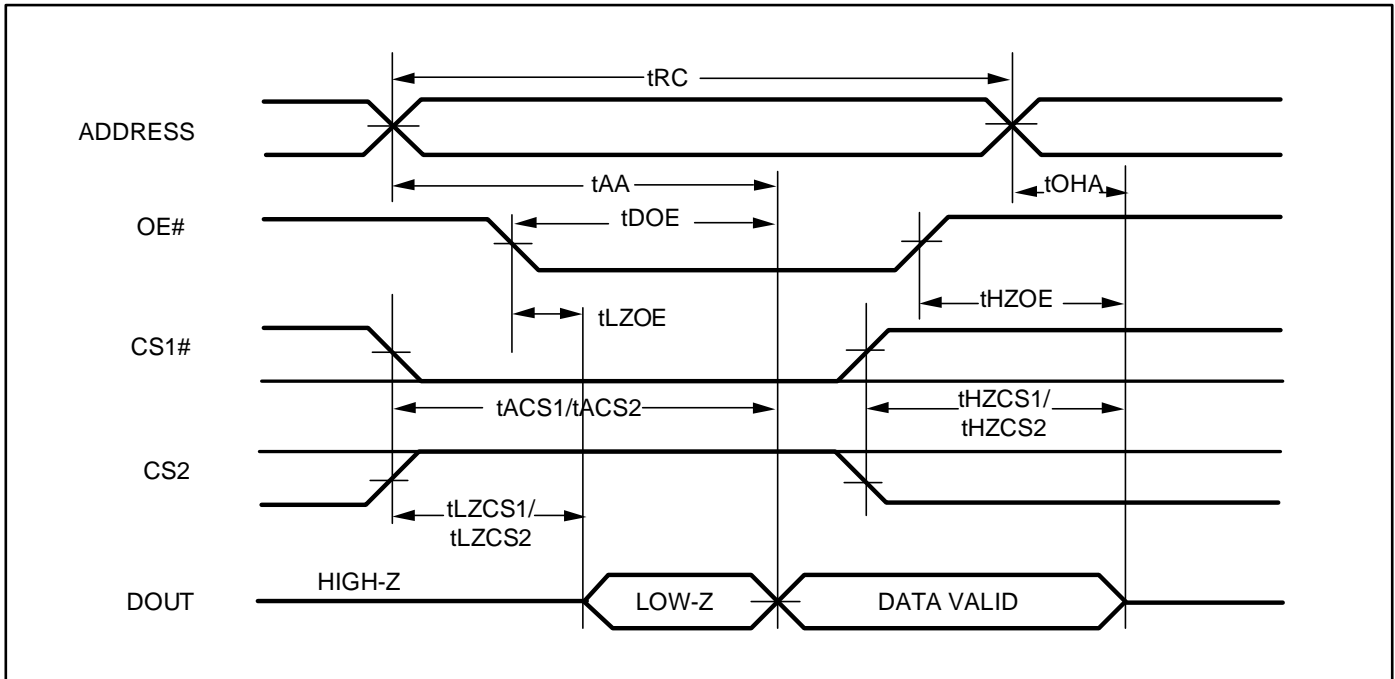 tRC
ADDRESS
tAA
tOHA
OE#
tDOE
tHZOE
tLZOE
CS1#
tACS1/tACS2
tHZCS1/
tHZCS2
CS2
tLZCS1/
tLZCS2
HIGH-Z
DOUT
LOW-Z
DATA VALID